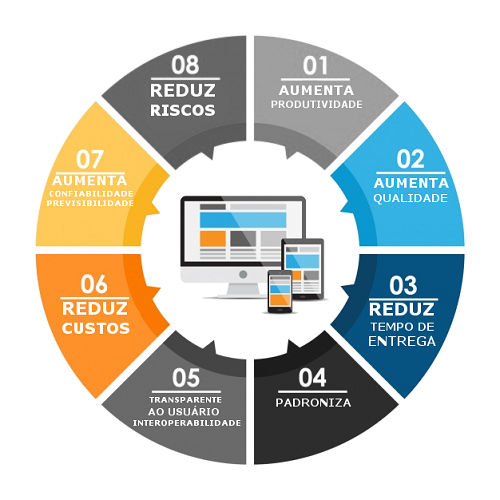 01
AUMENTA
PRODUTIVIDADE
02
AUMENTA
QUALIDADE
03
REDUZ
TEMPO DE
ENTREGA
04
PADRONIZA
05
TRANSPARENTE
AO USUÁRIO
INTEROPERABILIDADE
06
REDUZ
CUSTOS
07
AUMENTA
CONFIABILIDADE
PREVISIBILIDADE
08
REDUZ
RISCOS